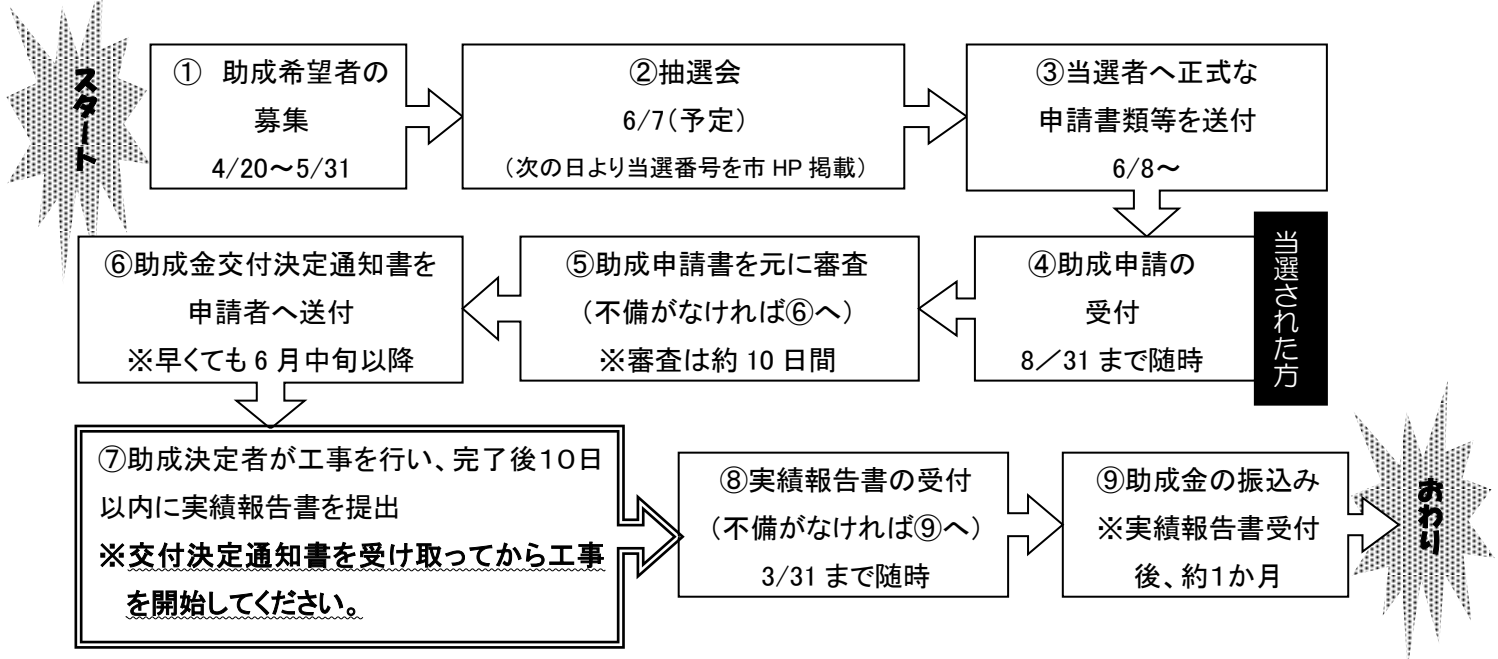 スタート
① 助成希望者の
募集
4/20～5/31
②抽選会
6/7（予定）
（次の日より当選番号を市 HP 掲載）
③当選者へ正式な
申請書類等を送付
6/8～
当選された方
④助成申請の
受付
8／31 まで随時
⑤助成申請書を元に審査
（不備がなければ⑥へ）
※審査は約 10 日間
⑥助成金交付決定通知書を
申請者へ送付
※早くても 6 月中旬以降
⑦助成決定者が工事を行い、完了後１０日
以内に実績報告書を提出
※交付決定通知書を受け取ってから工事
を開始してください。
⑧実績報告書の受付
（不備がなければ⑨へ）
3/31 まで随時
⑨助成金の振込み
※実績報告書受付
後、約１か月
おわり